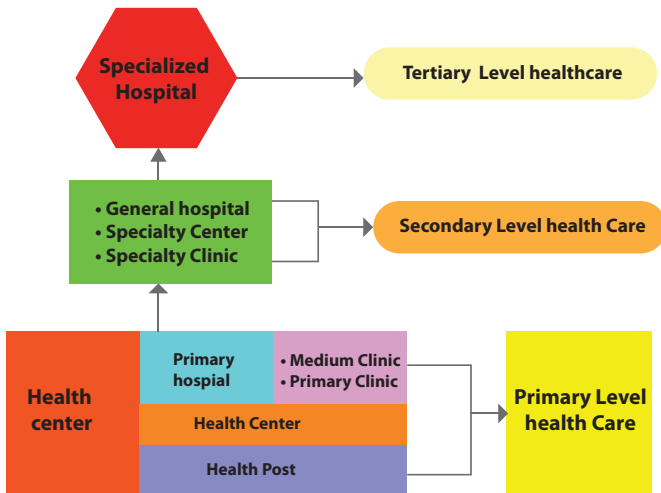 Specialized
Hospital
Tertiary Level healthcare
• General hospital
• Specialty Center
• Specialty Clinic
Secondary Level health Care
Health
center
Primary
hospial
• Medium Clinic
• Primary Clinic
Health Center
Health Post
Primary Level
health Care